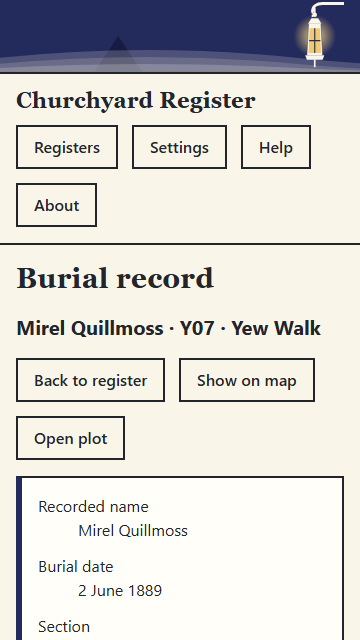 Churchyard Register
Registers
Settings
Help
About
Burial record
Mirel Quillmoss · Y07 · Yew Walk
Back to register
Show on map
Open plot
Recorded name
Mirel Quillmoss
Burial date
2 June 1889
Section